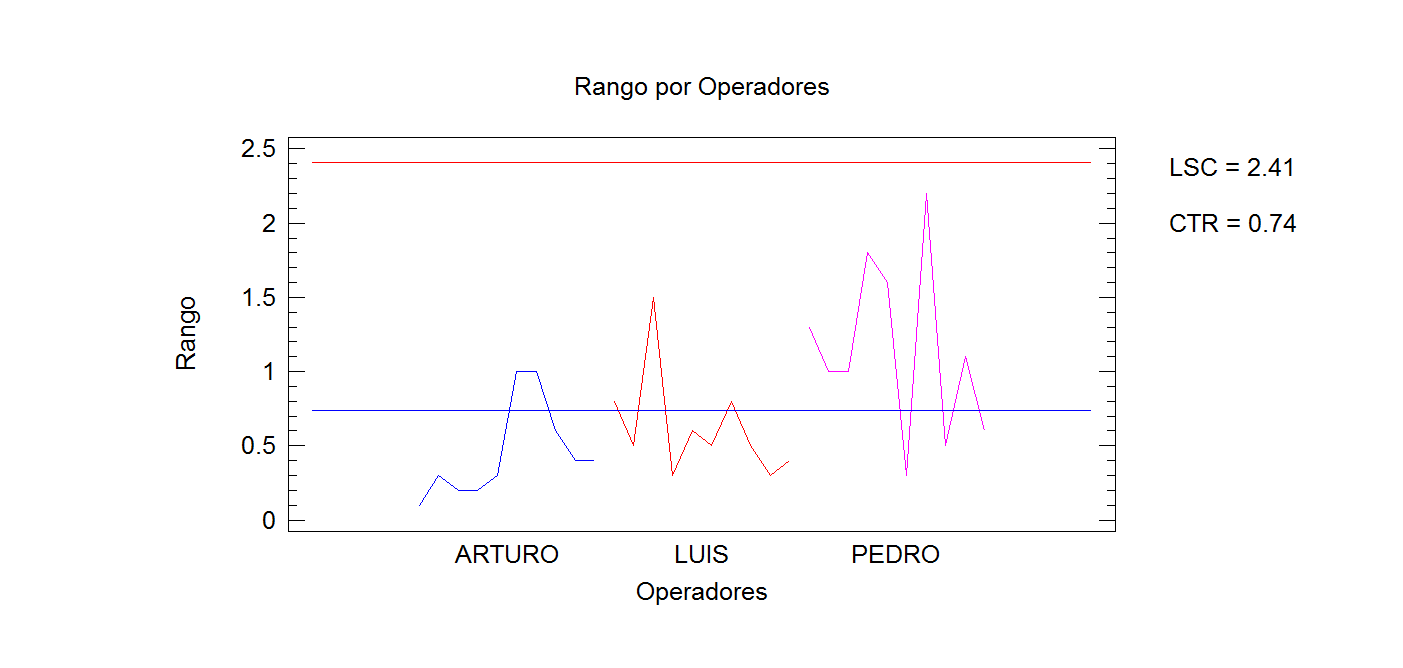 Rango por Operadores
2.5
2
1.5
1
0.5
0
Rango
LSC = 2.41
CTR = 0.74
ARTURO LUIS PEDRO
Operadores